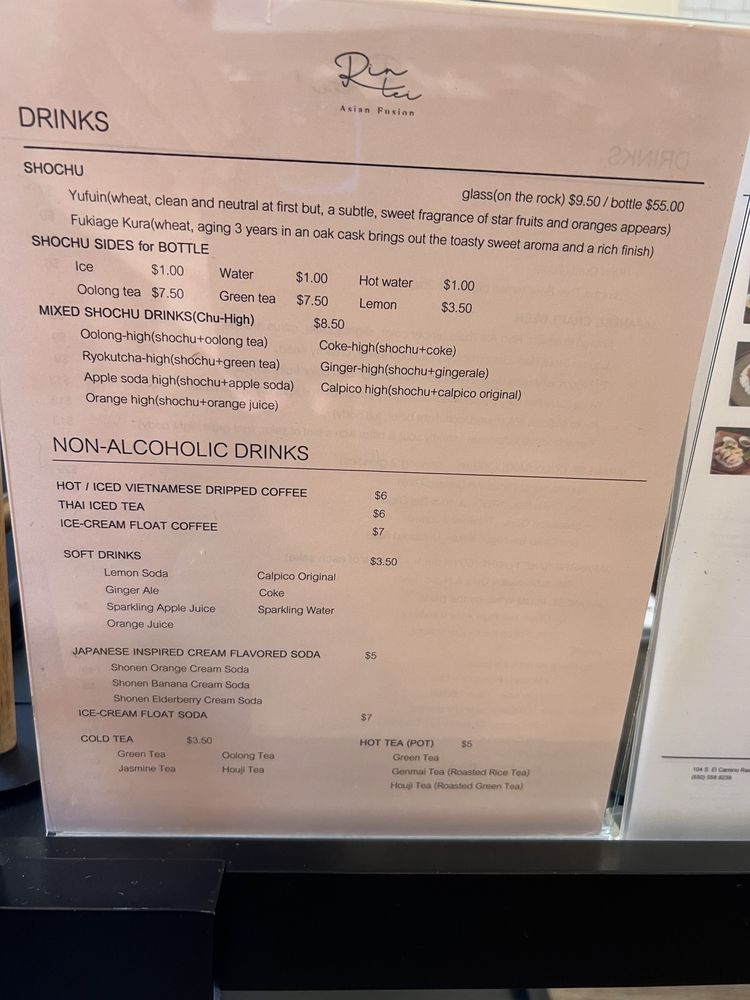 Rin
tei
Asian Fusion
DRINKS
SHOCHU
glass(on the rock) $9.50 / bottle $55.00
Yufuin(wheat, clean and neutral at first but, a subtle, sweet fragrance of star fruits and oranges appears)
Fukiage Kura(wheat, aging 3 years in an oak cask brings out the toasty sweet aroma and a rich finish)
SHOCHU SIDES for BOTTLE
Ice $1.00 Water $1.00 Hot water $1.00
Oolong tea $7.50 Green tea $7.50 Lemon $3.50
MIXED SHOCHU DRINKS(Chu-High) $8.50
Oolong-high(shochu+oolong tea) Coke-high(shochu+coke)
Ryokutcha-high(shochu+green tea) Ginger-high(shochu+gingerale)
Apple soda high(shochu+apple soda) Calpico high(shochu+calpico original)
Orange high(shochu+orange juice)
NON-ALCOHOLIC DRINKS
HOT / ICED VIETNAMESE DRIPPED COFFEE $6
THAI ICED TEA $6
ICE-CREAM FLOAT COFFEE $7
SOFT DRINKS $3.50
Lemon Soda Calpico Original
Ginger Ale Coke
Sparkling Apple Juice Sparkling Water
Orange Juice
JAPANESE INSPIRED CREAM FLAVORED SODA $5
Shonen Orange Cream Soda
Shonen Banana Cream Soda
Shonen Elderberry Cream Soda
ICE-CREAM FLOAT SODA $7
COLD TEA $3.50 HOT TEA (POT) $5
Green Tea Oolong Tea Green Tea
Jasmine Tea Houji Tea Genmai Tea (Roasted Rice Tea)
Houji Tea (Roasted Green Tea)
104 S. El Camino
(650) 558 8239